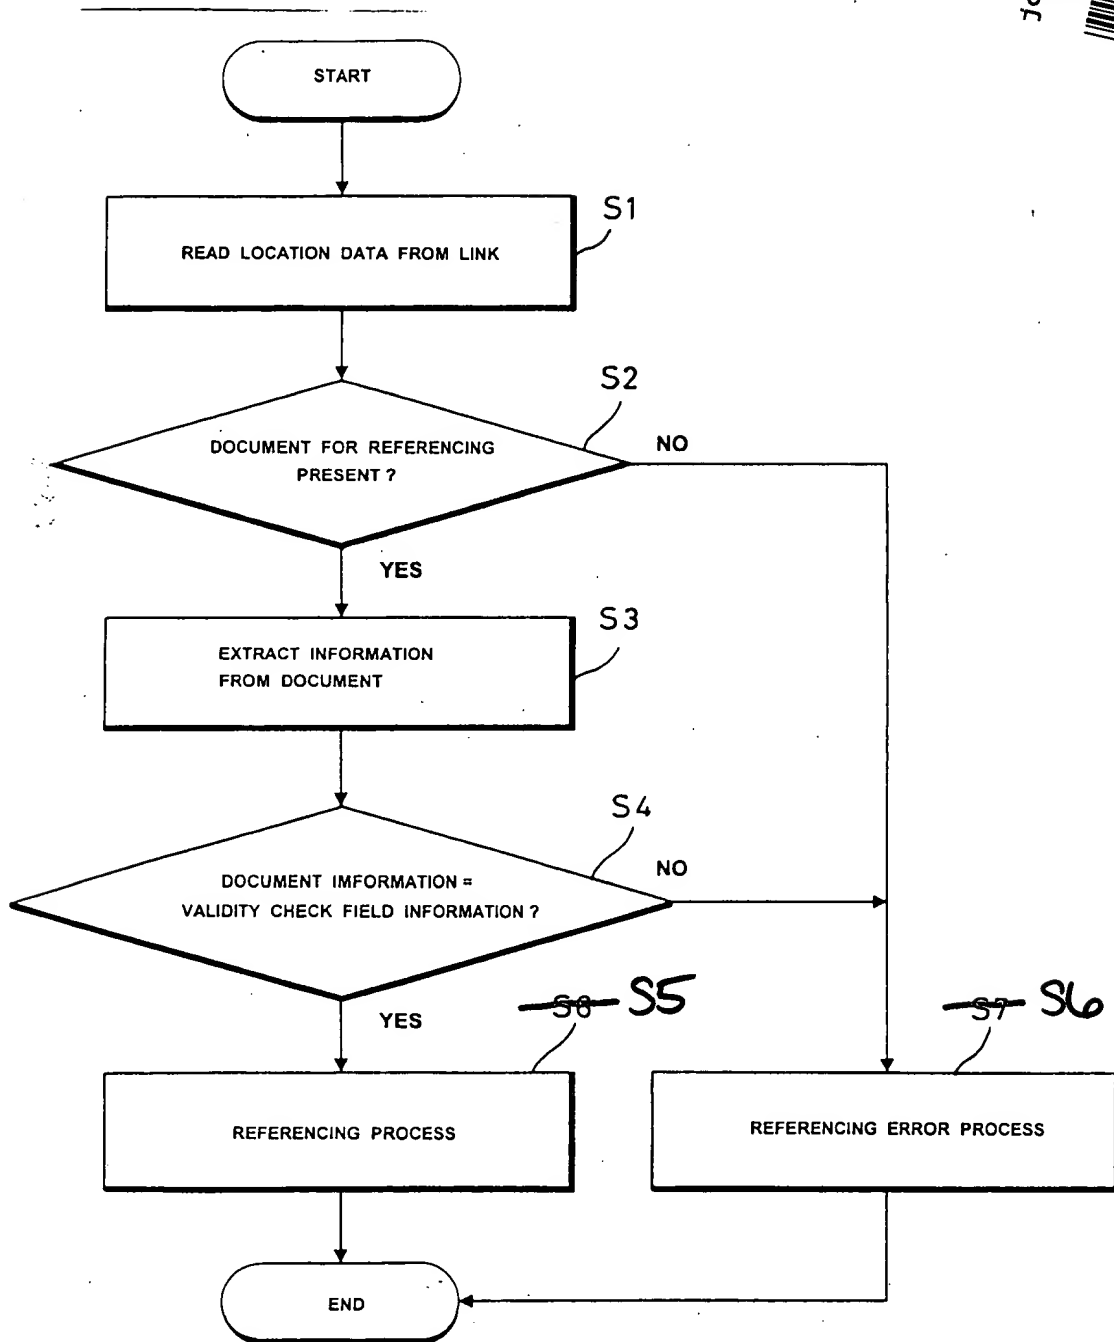 START
S1
READ LOCATION DATA FROM LINK
S2
DOCUMENT FOR REFERENCING
PRESENT ?
NO
YES
S3
EXTRACT INFORMATION
FROM DOCUMENT
S4
DOCUMENT IMFORMATION =
VALIDITY CHECK FIELD INFORMATION ?
NO
YES
S8 S5
S7 S6
REFERENCING PROCESS
REFERENCING ERROR PROCESS
END